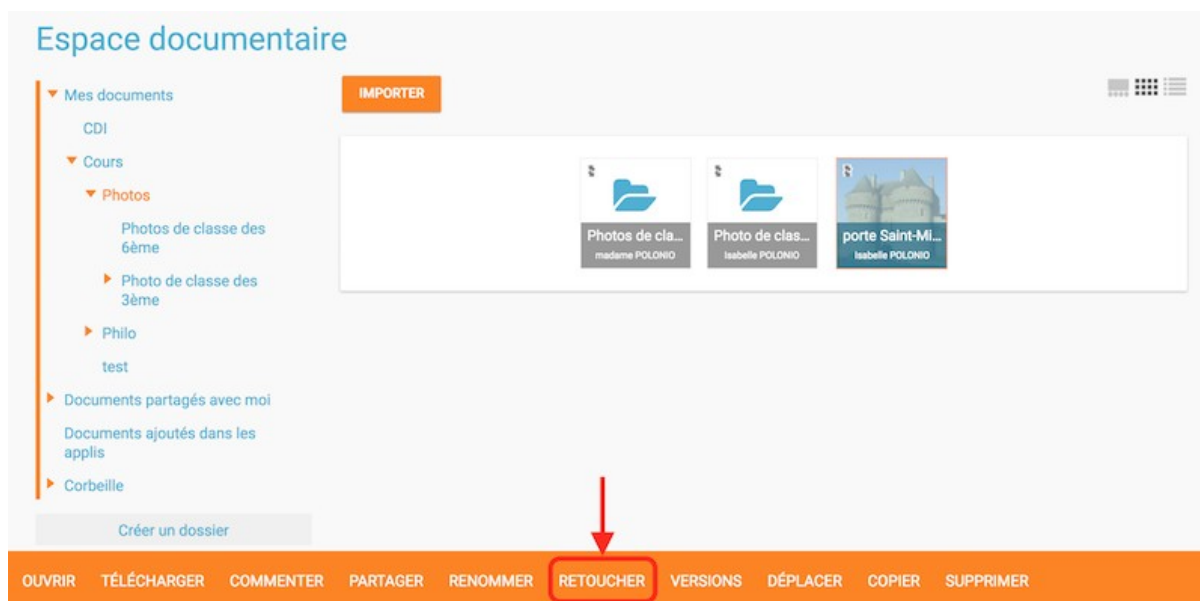 Espace documentaire
Mes documents
CDI
Cours
Photos
Photos de classe des
6ème
Photo de classe des
3ème
Philo
test
Documents partagés avec moi
Documents ajoutés dans les
applis
Corbeille
Créer un dossier
IMPORTER
Photos de cla...
madame POLONIO
Photo de clas...
Isabelle POLONIO
porte Saint-Mi...
Isabelle POLONIO
OUVRIR TÉLÉCHARGER COMMENTER PARTAGER RENOMMER RETOUCHER VERSIONS DÉPLACER COPIER SUPPRIMER